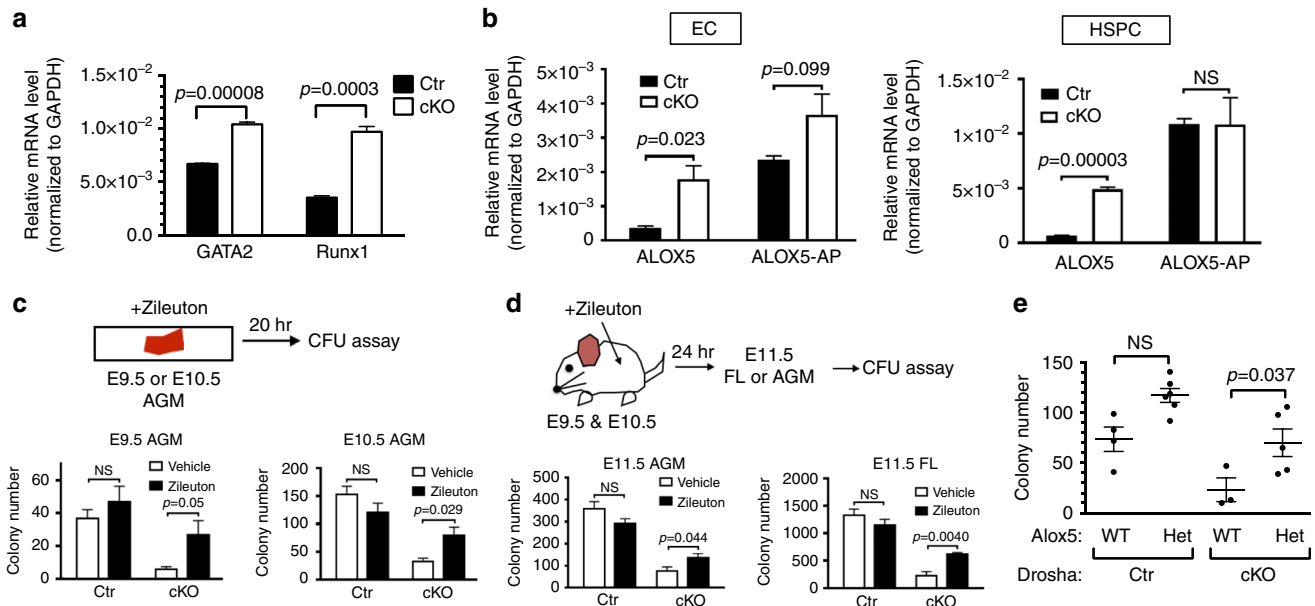 a
Relative mRNA level
(normalized to GAPDH)
1.5×10⁻²
1.0×10⁻²
5.0×10⁻³
0.0
p=0.00008
p=0.0003
Ctr
cKO
GATA2
Runx1
b
EC
Relative mRNA level
(normalized to GAPDH)
5×10⁻³
4×10⁻³
3×10⁻³
2×10⁻³
1×10⁻³
0
Ctr
cKO
p=0.023
p=0.099
ALOX5
ALOX5-AP
HSPC
Relative mRNA level
(normalized to GAPDH)
1.5×10⁻²
1×10⁻²
5×10⁻³
0
Ctr
cKO
NS
p=0.00003
ALOX5
ALOX5-AP
c
+Zileuton
20 hr
CFU assay
E9.5 or E10.5
AGM
E9.5 AGM
Colony number
60
40
20
0
NS
Vehicle
Zileuton
p=0.05
Ctr
cKO
E10.5 AGM
Colony number
200
150
100
50
0
NS
Vehicle
Zileuton
p=0.029
Ctr
cKO
d
+Zileuton
24 hr
E11.5
FL or AGM
CFU assay
E9.5 & E10.5
E11.5 AGM
Colony number
500
400
300
200
100
0
NS
Vehicle
Zileuton
p=0.044
Ctr
cKO
E11.5 FL
Colony number
2000
1500
1000
500
0
NS
Vehicle
Zileuton
p=0.0040
Ctr
cKO
e
Colony number
150
100
50
0
NS
p=0.037
Alox5:
WT
Het
WT
Het
Drosha:
Ctr
cKO